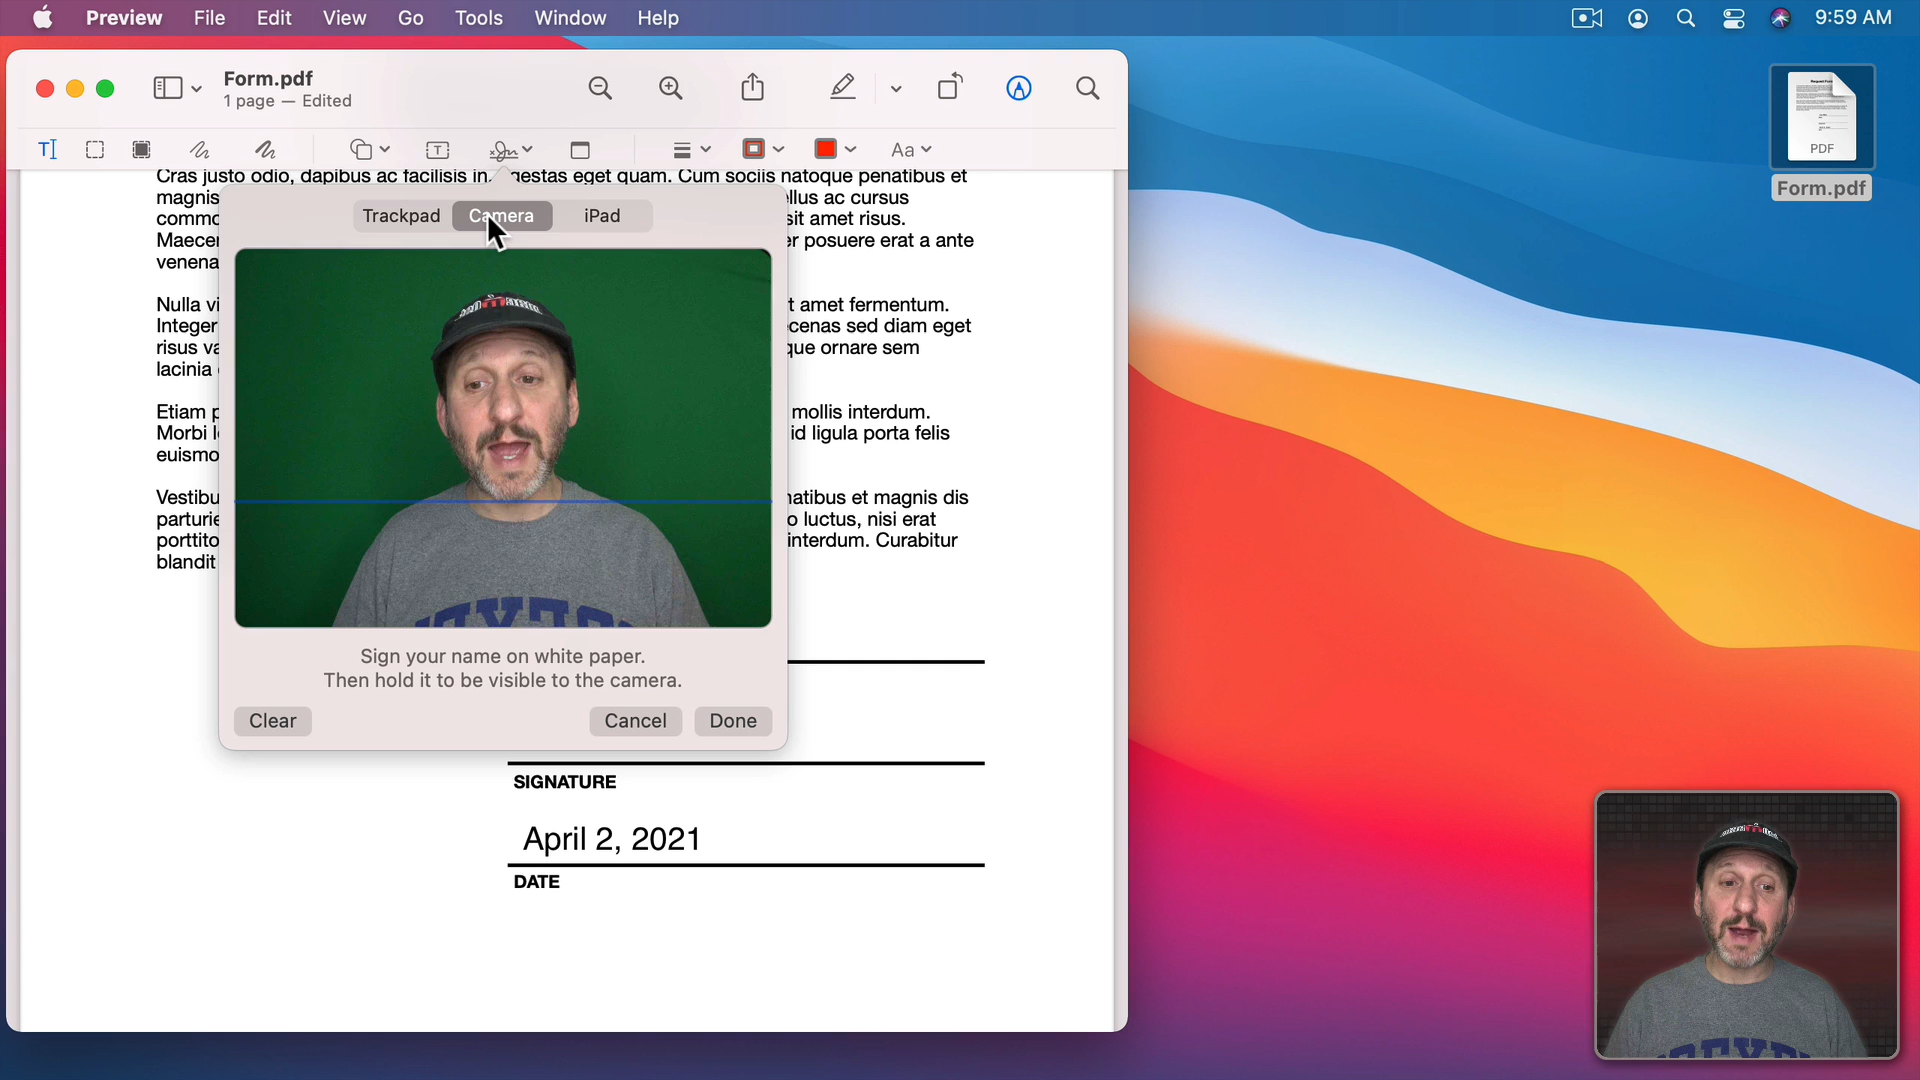 Preview File Edit View Go Tools Window Help 9:59 AM
Form.pdf
1 page — Edited
Aa
PDF
Form.pdf
Cras justo odio, dapibus ac facilisis in, egestas eget quam. Cum sociis natoque penatibus et
magnis ellus ac cursus
commo sit amet risus.
Maecen er posuere erat a ante
venena
Nulla vi t amet fermentum.
Integer ecenas sed diam eget
risus va que ornare sem
lacinia
Etiam p mollis interdum.
Morbi l id ligula porta felis
euismo
Vestibu natibus et magnis dis
parturie o luctus, nisi erat
porttito interdum. Curabitur
blandit
Trackpad Camera iPad
Sign your name on white paper.
Then hold it to be visible to the camera.
Clear Cancel Done
SIGNATURE
April 2, 2021
DATE